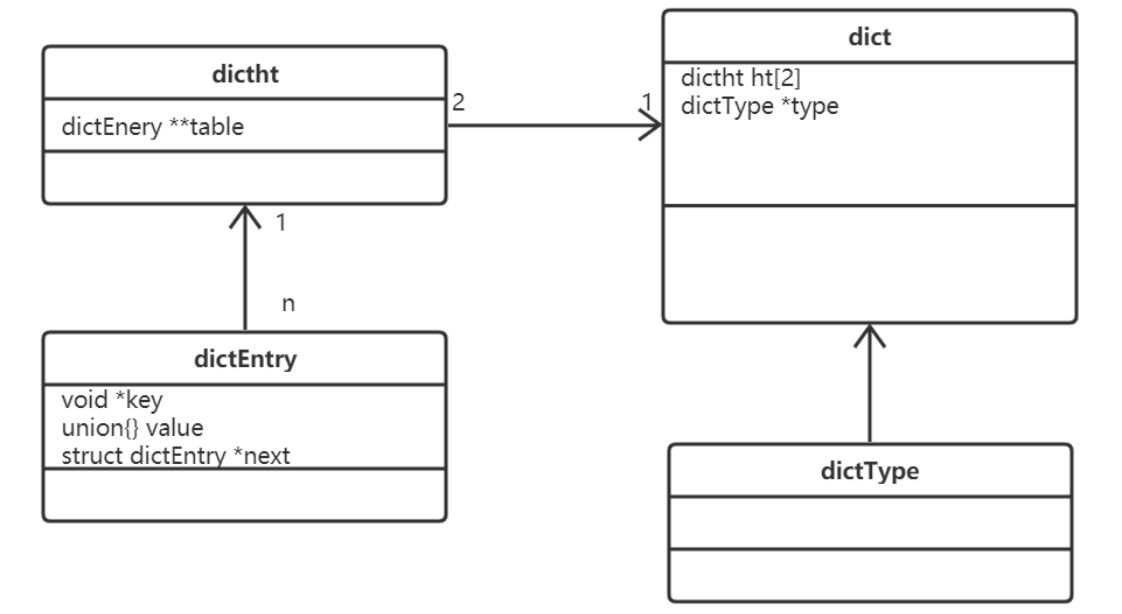 dictht
dictEnery **table
2
1
dict
dictht ht[2]
dictType *type
1
n
dictEntry
void *key
union{} value
struct dictEntry *next
dictType